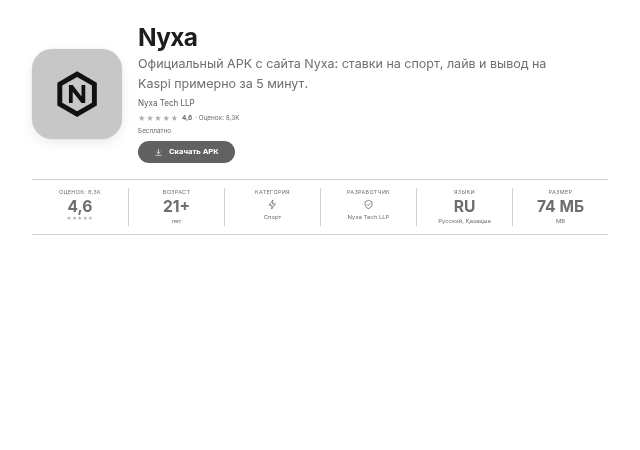 Nyxa
Официальный APK с сайта Nyxa: ставки на спорт, лайв и вывод на
Kaspi примерно за 5 минут.
Nyxa Tech LLP
★★★★★ 4,6 · Оценок: 8,3К
Бесплатно
Скачать APK
N
ОЦЕНОК: 8,3К
4,6
★★★★★
ВОЗРАСТ
21+
лет
КАТЕГОРИЯ
Спорт
РАЗРАБОТЧИК
Nyxa Tech LLP
ЯЗЫКИ
RU
Русский, Қазақша
РАЗМЕР
74 МБ
МБ